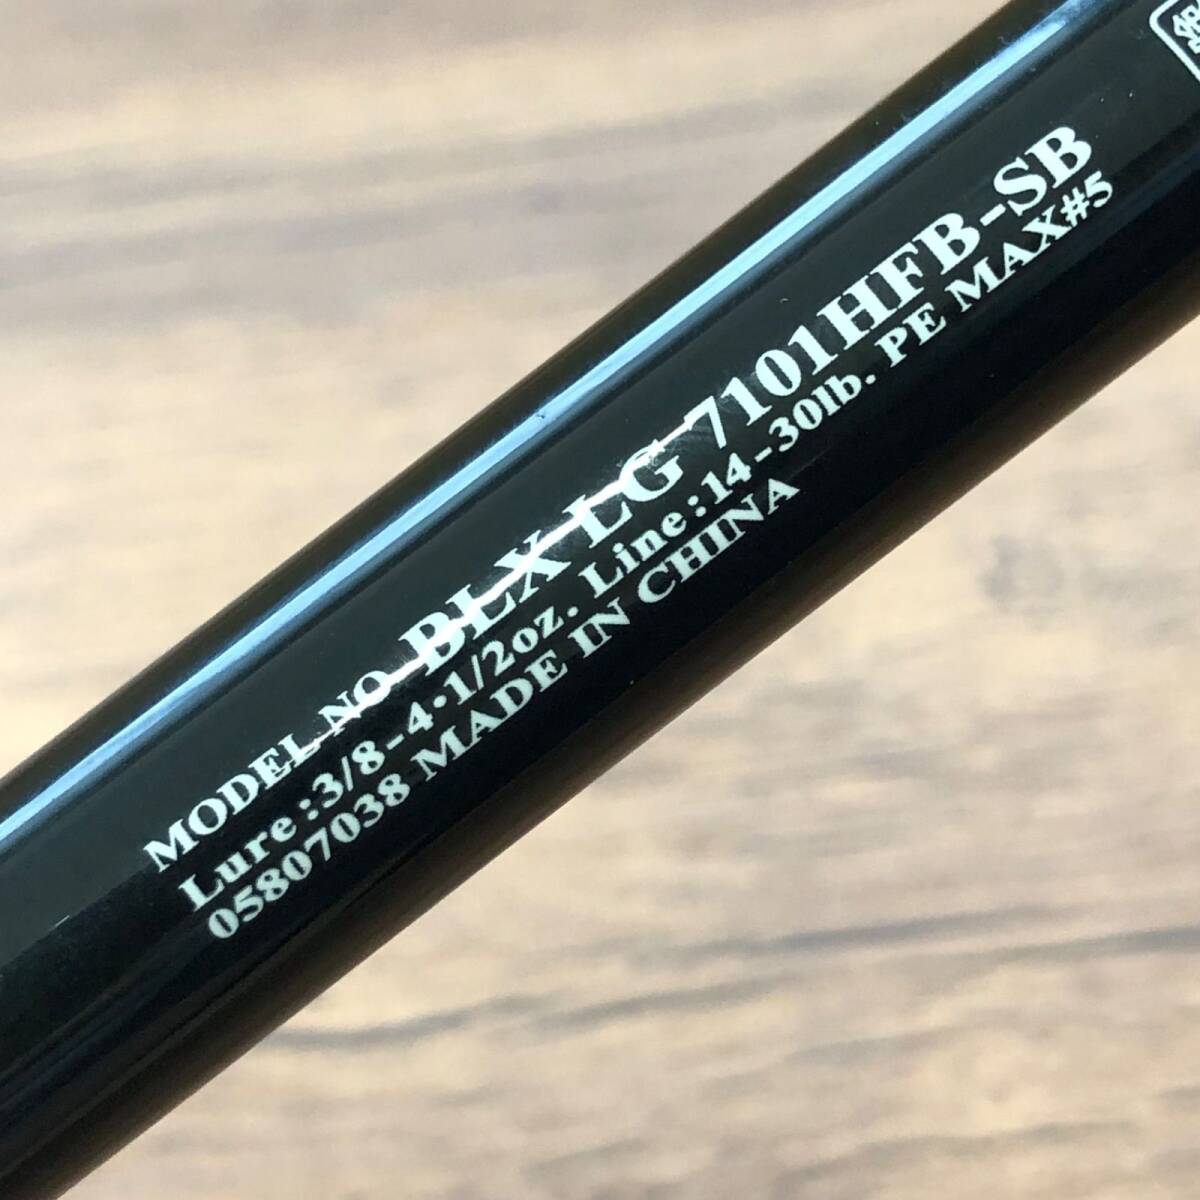 MODEL NO BLX LG 7101HFB-SB
Lure:3/8-4・1/2oz. Line:14-30lb. PE MAX#5
05807038 MADE IN CHINA